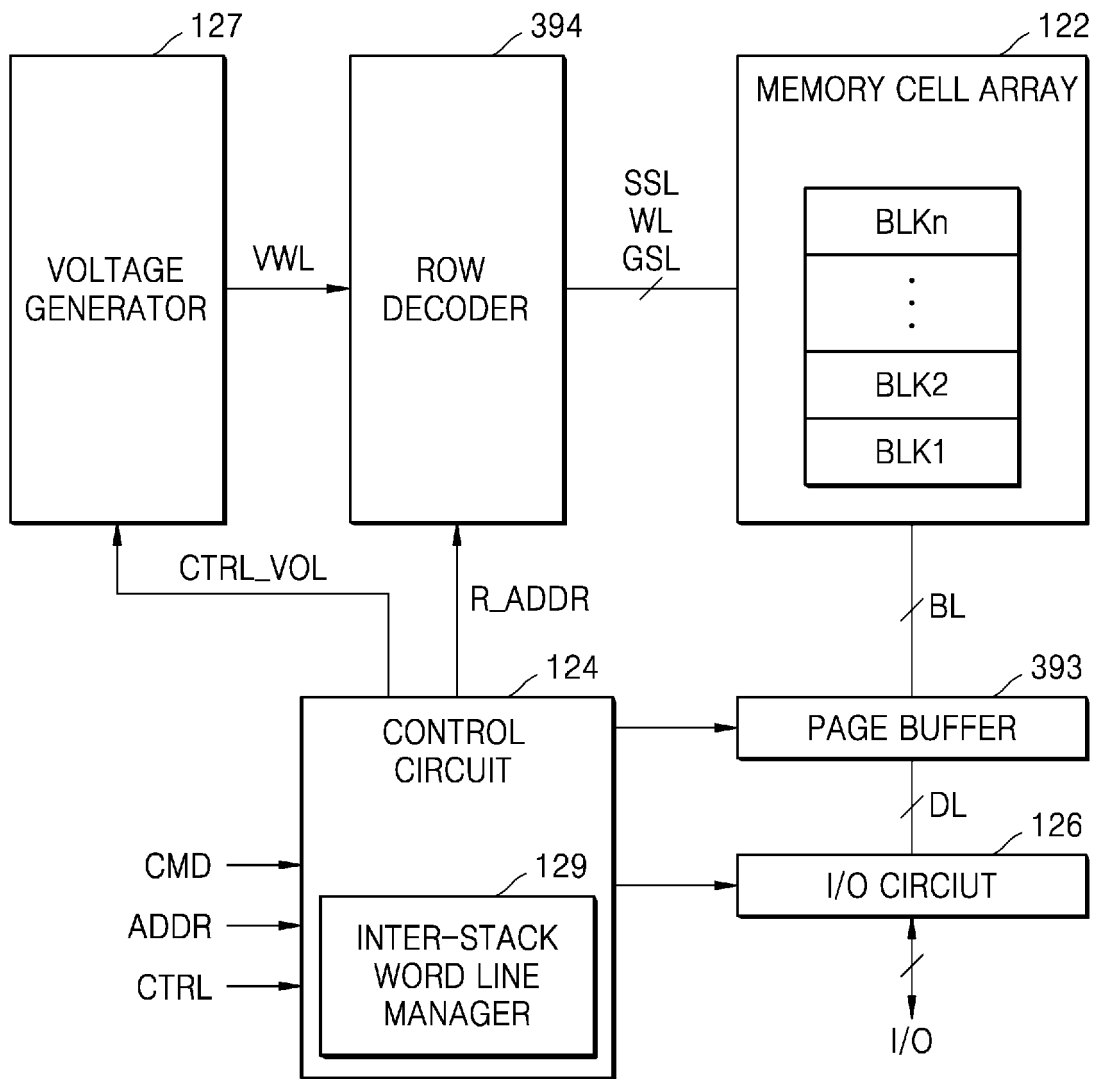 127
394
122
MEMORY CELL ARRAY
SSL
WL
GSL
BLKn
VOLTAGE
GENERATOR
VWL
ROW
DECODER
BLK2
BLK1
CTRL_VOL
R_ADDR
BL
124
393
CONTROL
CIRCUIT
PAGE BUFFER
DL
126
CMD
129
I/O CIRCIUT
ADDR
INTER-STACK
WORD LINE
MANAGER
CTRL
I/O